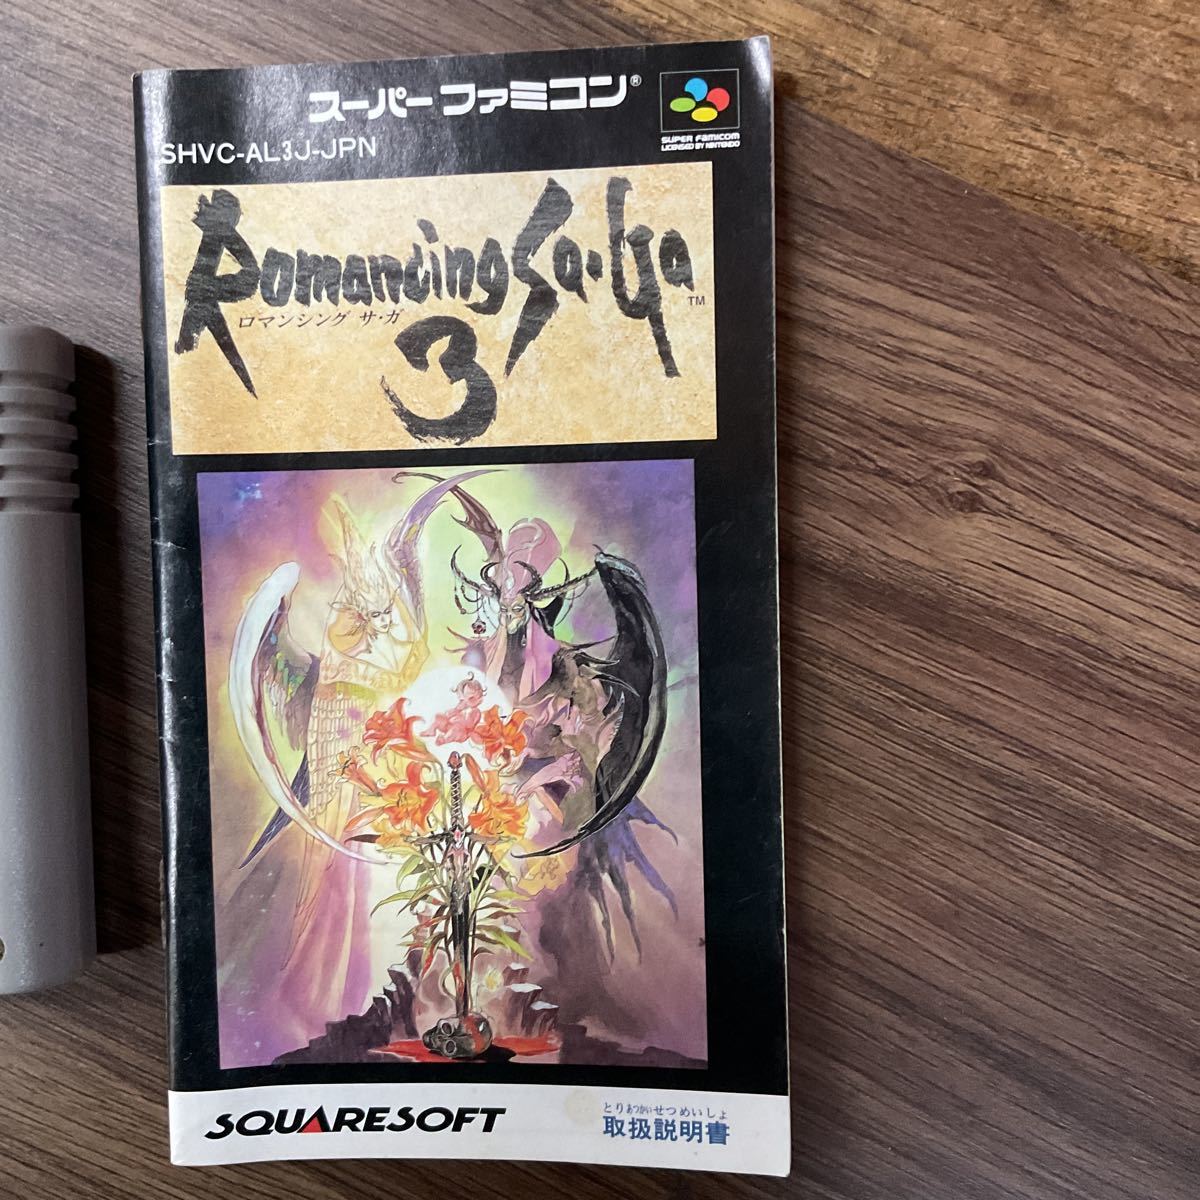 スーパーファミコン®
SUPER FAMICOM
LICENSED BY NINTENDO
SHVC-AL3J-JPN
Romancing Sa・Ga
TM
ロマンシング サ・ガ
3
SQUARESOFT
とりあつかいせつめいしょ
取扱説明書